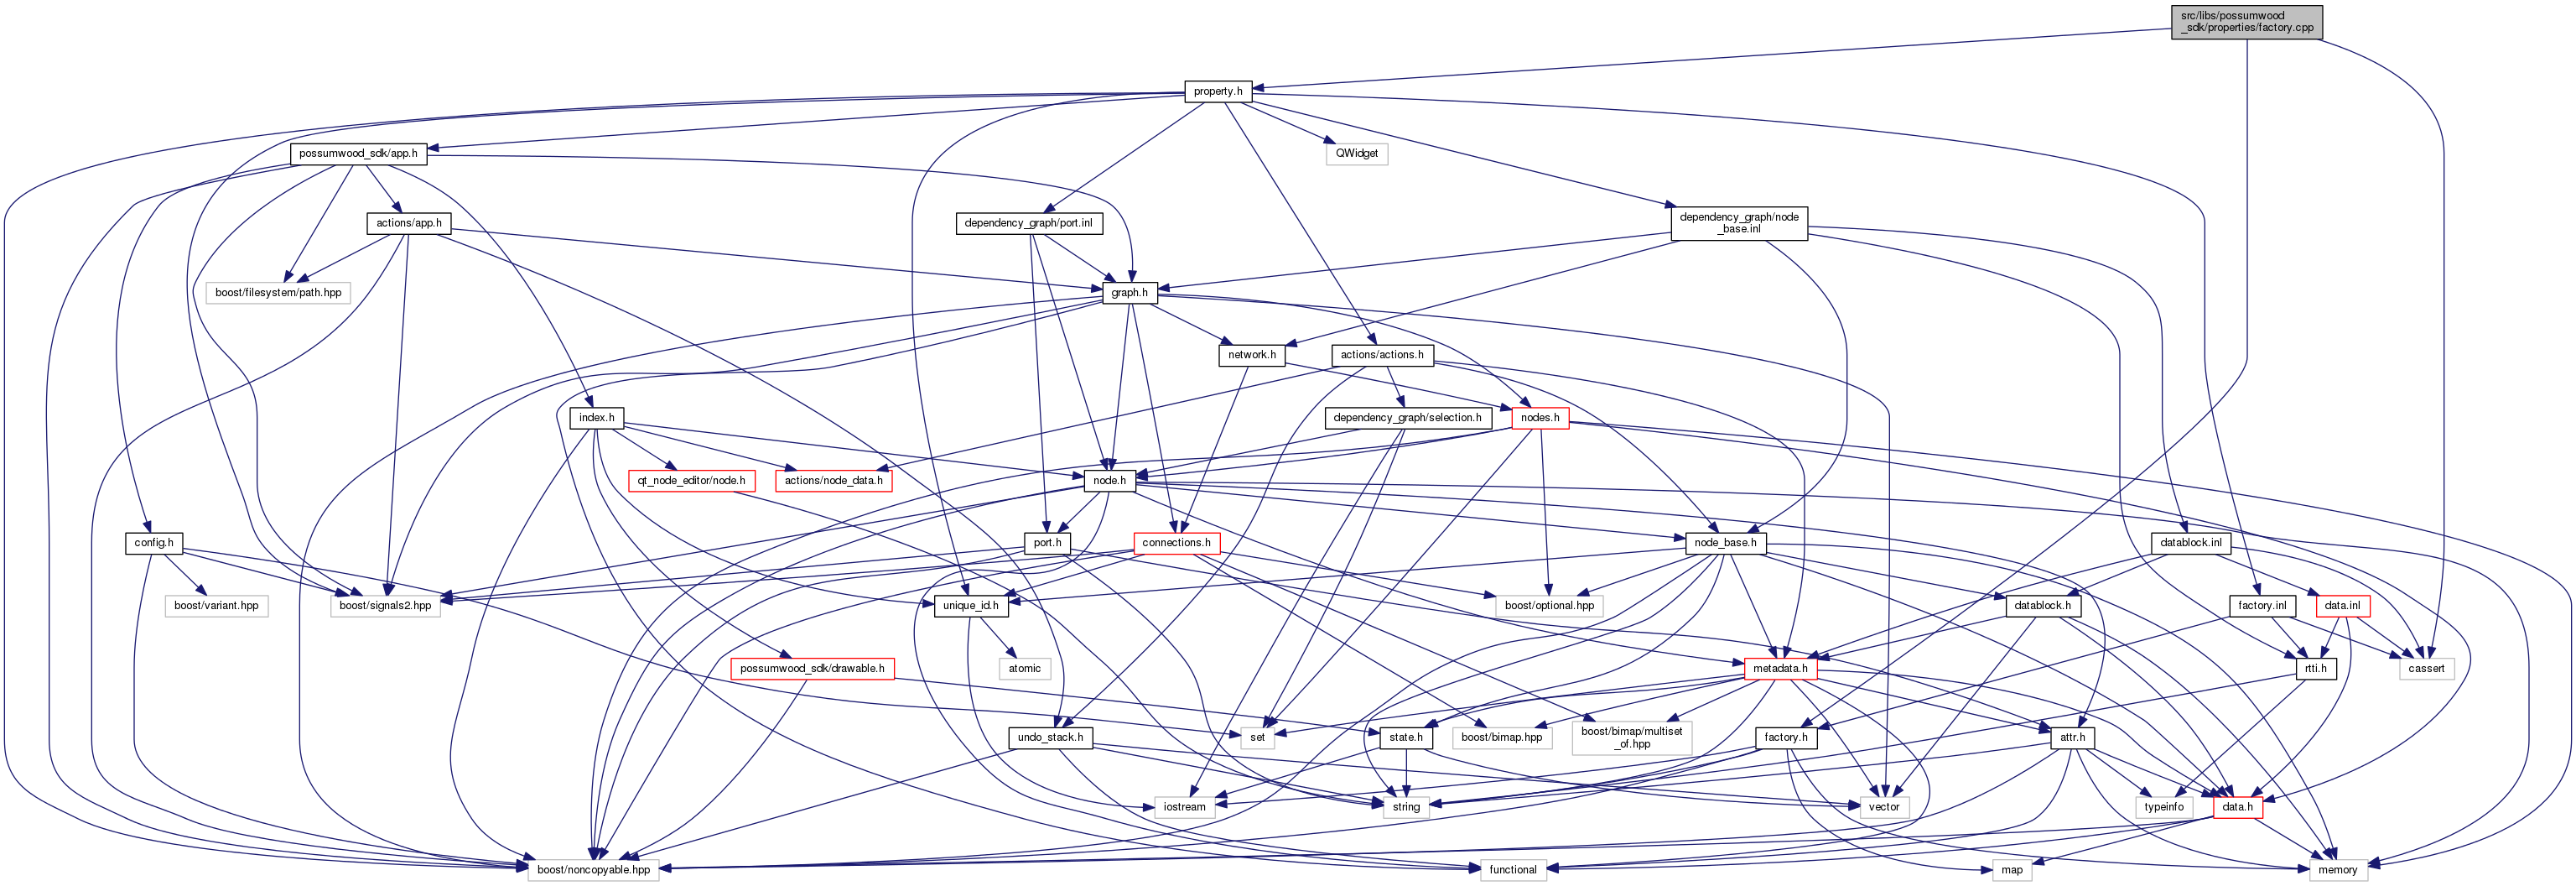 src/libs/possumwood
_sdk/properties/factory.cpp
property.h
possumwood_sdk/app.h
QWidget
actions/app.h
dependency_graph/port.inl
dependency_graph/node
_base.inl
boost/filesystem/path.hpp
graph.h
network.h
actions/actions.h
index.h
dependency_graph/selection.h
nodes.h
qt_node_editor/node.h
actions/node_data.h
node.h
config.h
port.h
connections.h
node_base.h
datablock.inl
boost/variant.hpp
boost/signals2.hpp
unique_id.h
boost/optional.hpp
datablock.h
factory.inl
data.inl
possumwood_sdk/drawable.h
atomic
metadata.h
rtti.h
cassert
undo_stack.h
set
state.h
boost/bimap.hpp
boost/bimap/multiset
_of.hpp
factory.h
attr.h
iostream
string
vector
typeinfo
data.h
boost/noncopyable.hpp
functional
map
memory